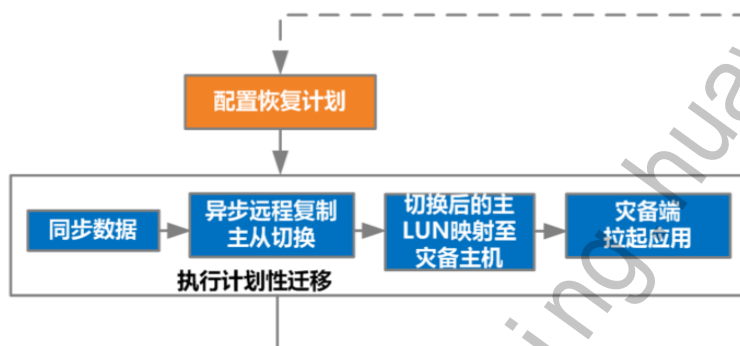 配置恢复计划
同步数据
异步远程复制
主从切换
切换后的主
LUN映射至
灾备主机
灾备端
拉起应用
执行计划性迁移
ing.hua